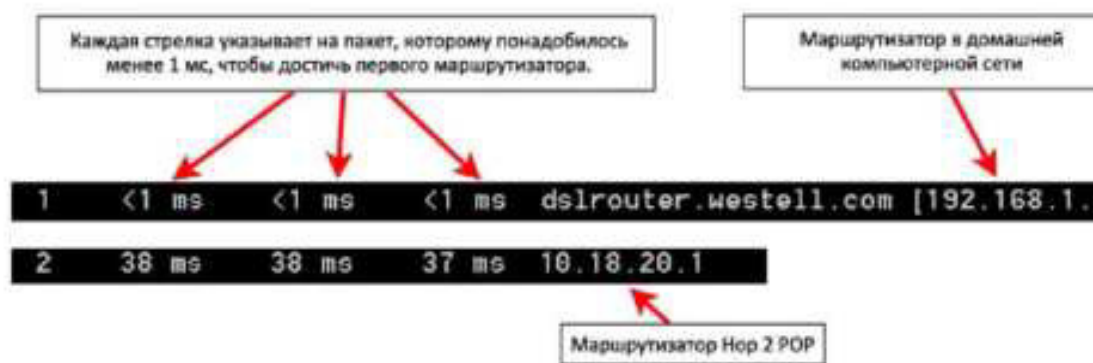 Каждая стрелка указывает на пакет, которому понадобилось
менее 1 мс, чтобы достичь первого маршрутизатора.
Маршрутизатор в домашней
компьютерной сети
1 <1 ms <1 ms <1 ms dslrouter.westell.com [192.168.1.
2 38 ms 38 ms 37 ms 10.18.20.1
Маршрутизатор Hop 2 POP